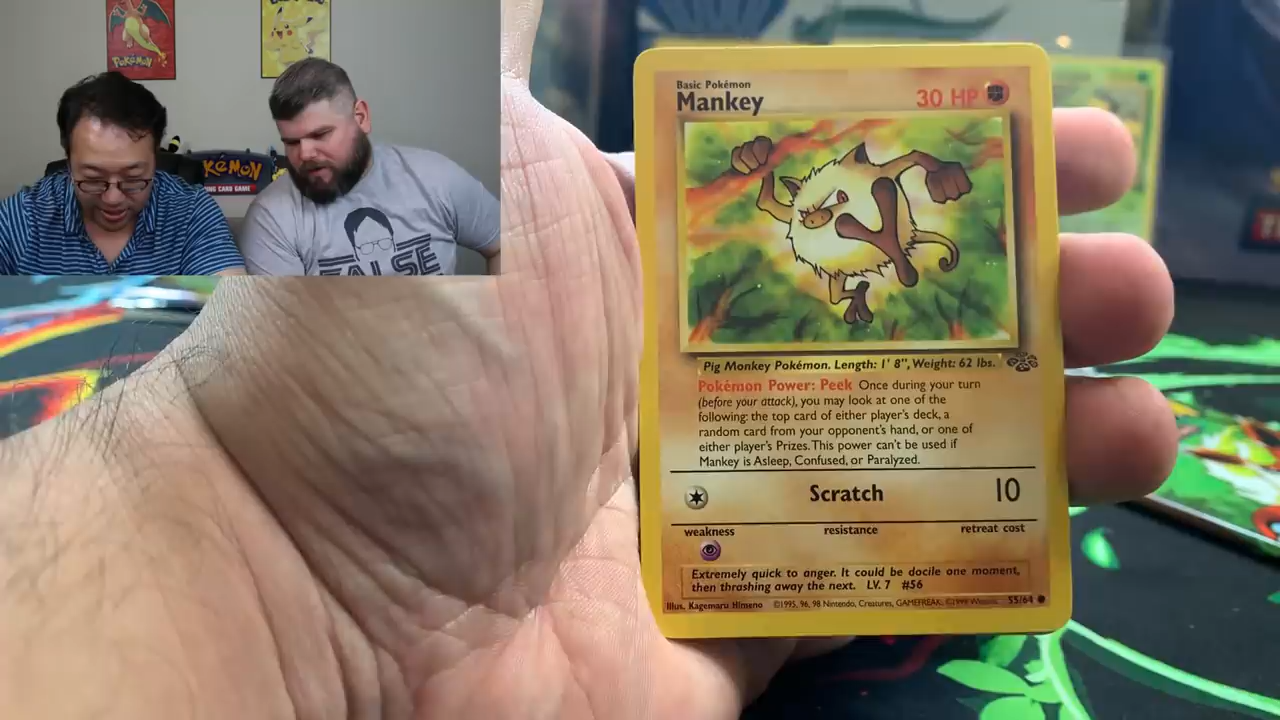 POKéMON
KéMON
ING CARD GAME
FALSE
Basic Pokémon
Mankey
30 HP
Pig Monkey Pokémon. Length: 1' 8", Weight: 62 lbs.
Pokémon Power: Peek Once during your turn
(before your attack), you may look at one of the
following: the top card of either player's deck, a
random card from your opponent's hand, or one of
either player's Prizes. This power can't be used if
Mankey is Asleep, Confused, or Paralyzed.
Scratch 10
weakness resistance retreat cost
Extremely quick to anger. It could be docile one moment,
then thrashing away the next. LV. 7 #56
Illus. Kagemaru Himeno ©1995, 96, 98 Nintendo, Creatures, GAMEFREAK. ©1999 Wizards. 55/64